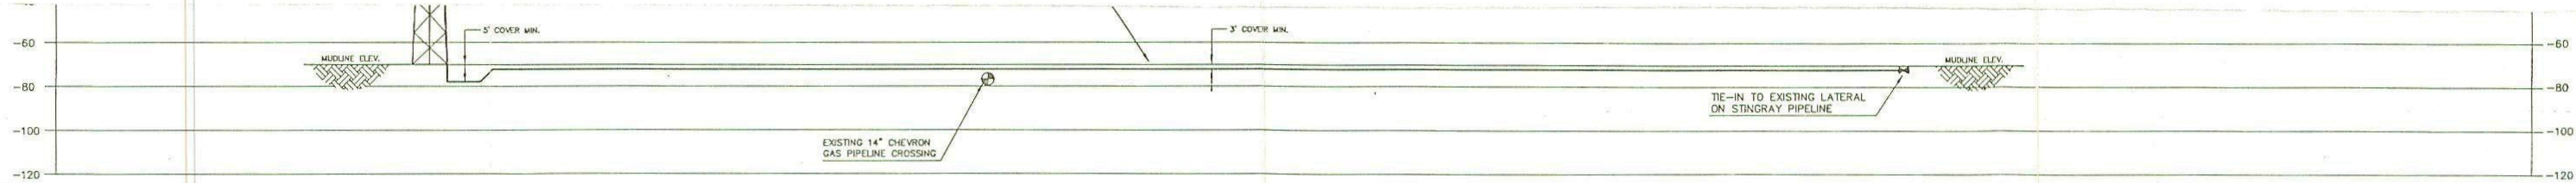 5' COVER MIN.
3' COVER MIN.
-60
-60
MUDLINE ELEV.
MUDLINE ELEV.
-80
-80
TIE-IN TO EXISTING LATERAL
ON STINGRAY PIPELINE
-100
-100
EXISTING 14" CHEVRON
GAS PIPELINE CROSSING
-120
-120